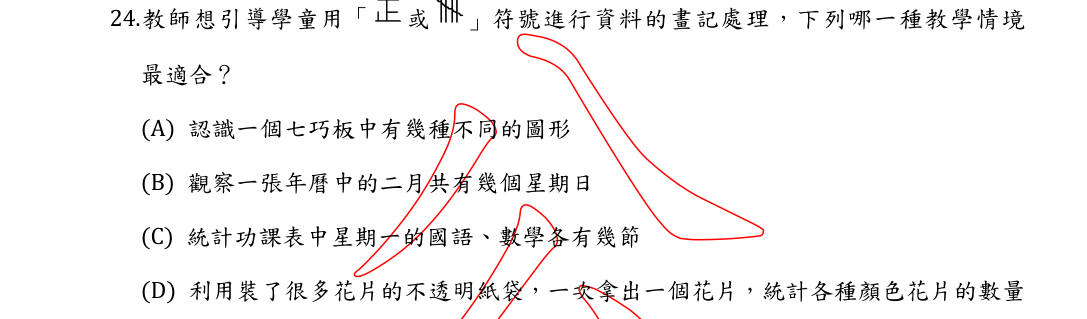 24.教師想引導學童用「正或卌」符號進行資料的畫記處理，下列哪一種教學情境
最適合？
(A) 認識一個七巧板中有幾種不同的圖形
(B) 觀察一張年曆中的二月共有幾個星期日
(C) 統計功課表中星期一的國語、數學各有幾節
(D) 利用裝了很多花片的不透明紙袋，一次拿出一個花片，統計各種顏色花片的數量